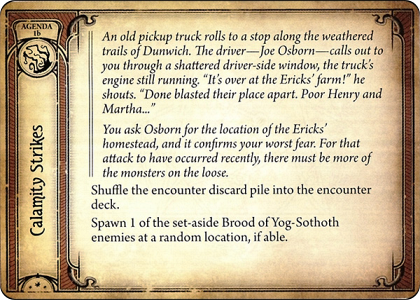 AGENDA
1b
Calamity Strikes
An old pickup truck rolls to a stop along the weathered
trails of Dunwich. The driver—Joe Osborn—calls out to
you through a shattered driver-side window, the truck's
engine still running. “It's over at the Ericks' farm!” he
shouts. “Done blasted their place apart. Poor Henry and
Martha...”
You ask Osborn for the location of the Ericks'
homestead, and it confirms your worst fear. For that
attack to have occurred recently, there must be more of
the monsters on the loose.
Shuffle the encounter discard pile into the encounter
deck.
Spawn 1 of the set-aside Brood of Yog-Sothoth
enemies at a random location, if able.